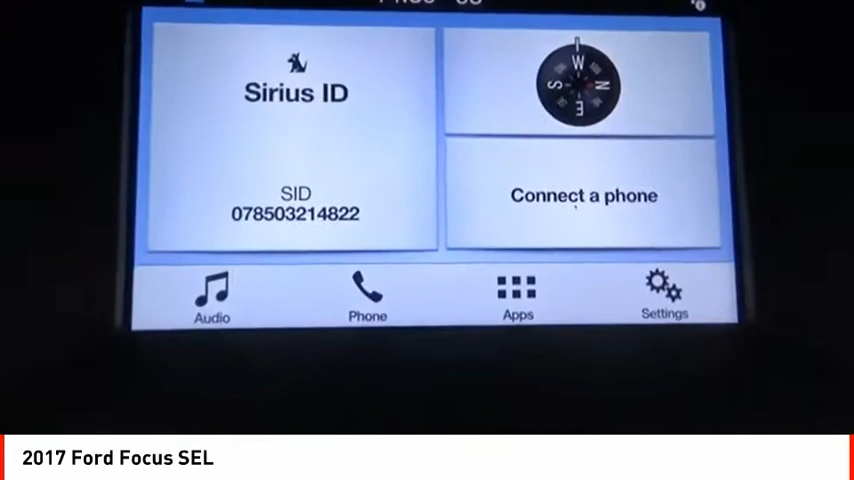 Sirius ID
SID
078503214822
W
S
N
E
Connect a phone
Audio
Phone
Apps
Settings
2017 Ford Focus SEL